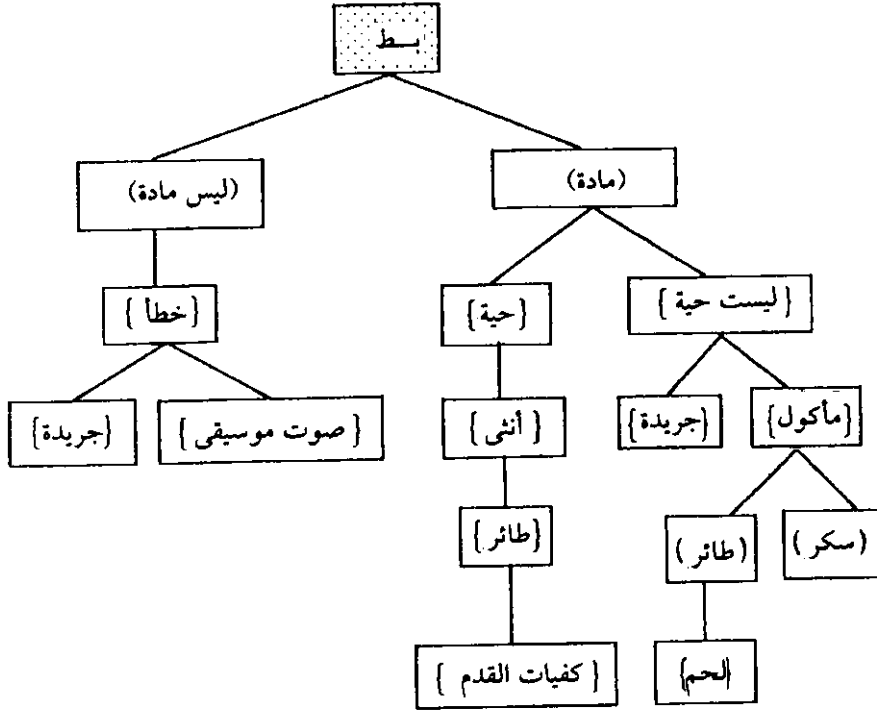 بط
(مادة)
(ليس مادة)
{ليست حية}
{حية}
{خطأ}
{مأكول}
{جريدة}
{أنثى}
{صوت موسيقى}
{جريدة}
(سكر)
(طائر)
{طائر}
{لحم}
{كفيات القدم}